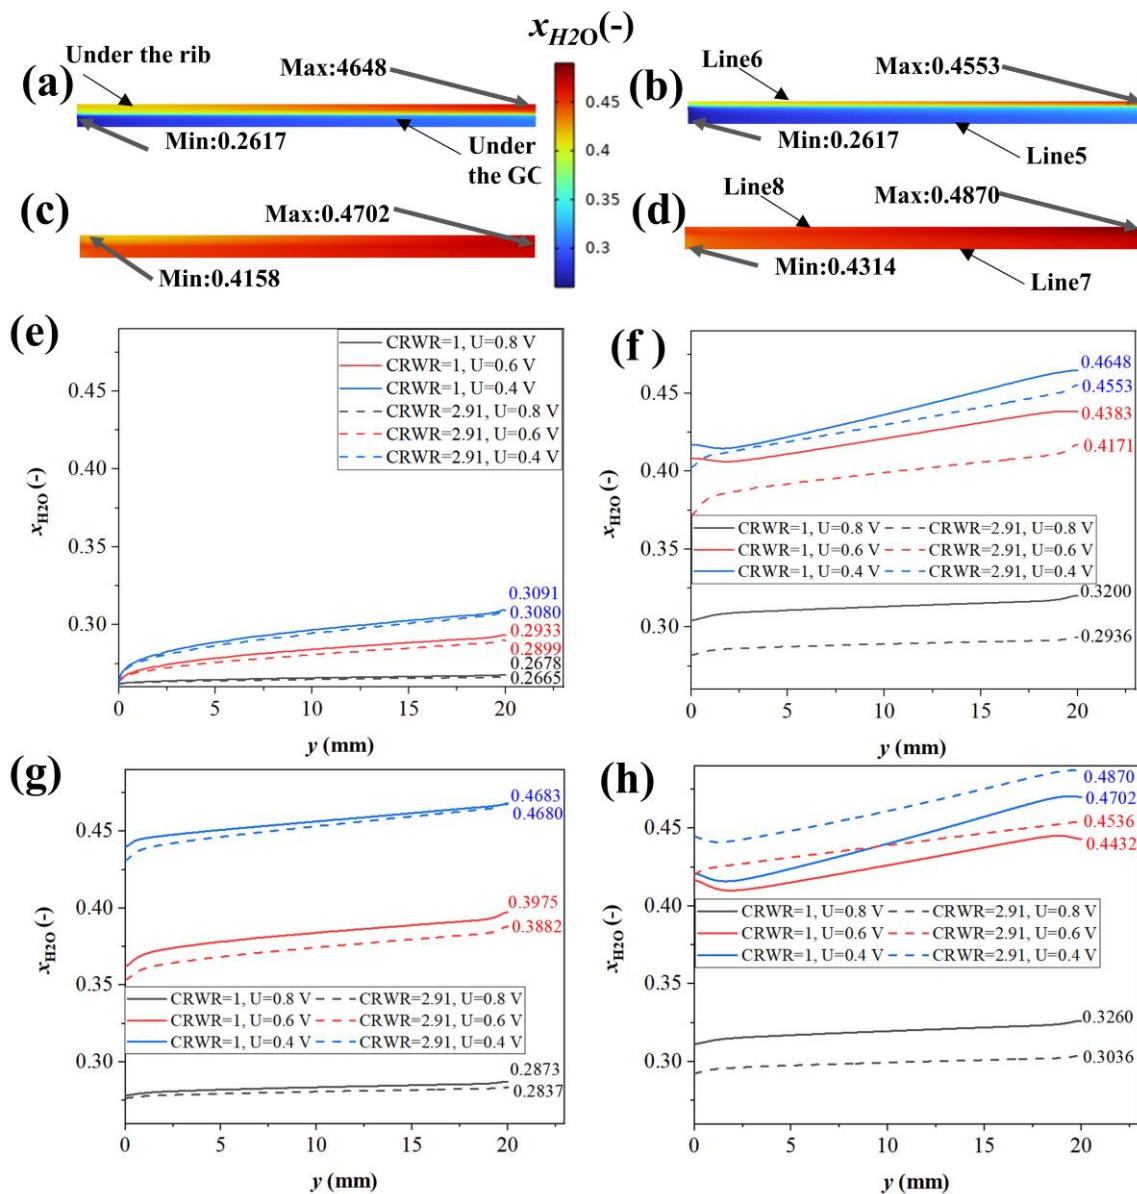 x_H2O (-)
(a)
Under the rib
Max:4648
Min:0.2617
Under
the GC
0.45
0.4
0.35
0.3
(b)
Line6
Max:0.4553
Min:0.2617
Line5
(c)
Max:0.4702
Min:0.4158
(d)
Line8
Max:0.4870
Min:0.4314
Line7
(e)
CRWR=1, U=0.8 V
CRWR=1, U=0.6 V
CRWR=1, U=0.4 V
CRWR=2.91, U=0.8 V
CRWR=2.91, U=0.6 V
CRWR=2.91, U=0.4 V
0.45
0.40
0.35
0.30
x_H2O (-)
0.3091
0.3080
0.2933
0.2899
0.2678
0.2665
0 5 10 15 20
y (mm)
(f )
0.45
0.40
0.35
0.30
x_H2O (-)
0.4648
0.4553
0.4383
0.4171
CRWR=1, U=0.8 V CRWR=2.91, U=0.8 V
CRWR=1, U=0.6 V CRWR=2.91, U=0.6 V
CRWR=1, U=0.4 V CRWR=2.91, U=0.4 V
0.3200
0.2936
0 5 10 15 20
y (mm)
(g)
0.45
0.40
0.35
0.30
x_H2O (-)
0.4683
0.4680
0.3975
0.3882
CRWR=1, U=0.8 V CRWR=2.91, U=0.8 V
CRWR=1, U=0.6 V CRWR=2.91, U=0.6 V
CRWR=1, U=0.4 V CRWR=2.91, U=0.4 V
0.2873
0.2837
0 5 10 15 20
y (mm)
(h)
0.45
0.40
0.35
0.30
x_H2O (-)
0.4870
0.4702
0.4536
0.4432
CRWR=1, U=0.8 V CRWR=2.91, U=0.8 V
CRWR=1, U=0.6 V CRWR=2.91, U=0.6 V
CRWR=1, U=0.4 V CRWR=2.91, U=0.4 V
0.3260
0.3036
0 5 10 15 20
y (mm)